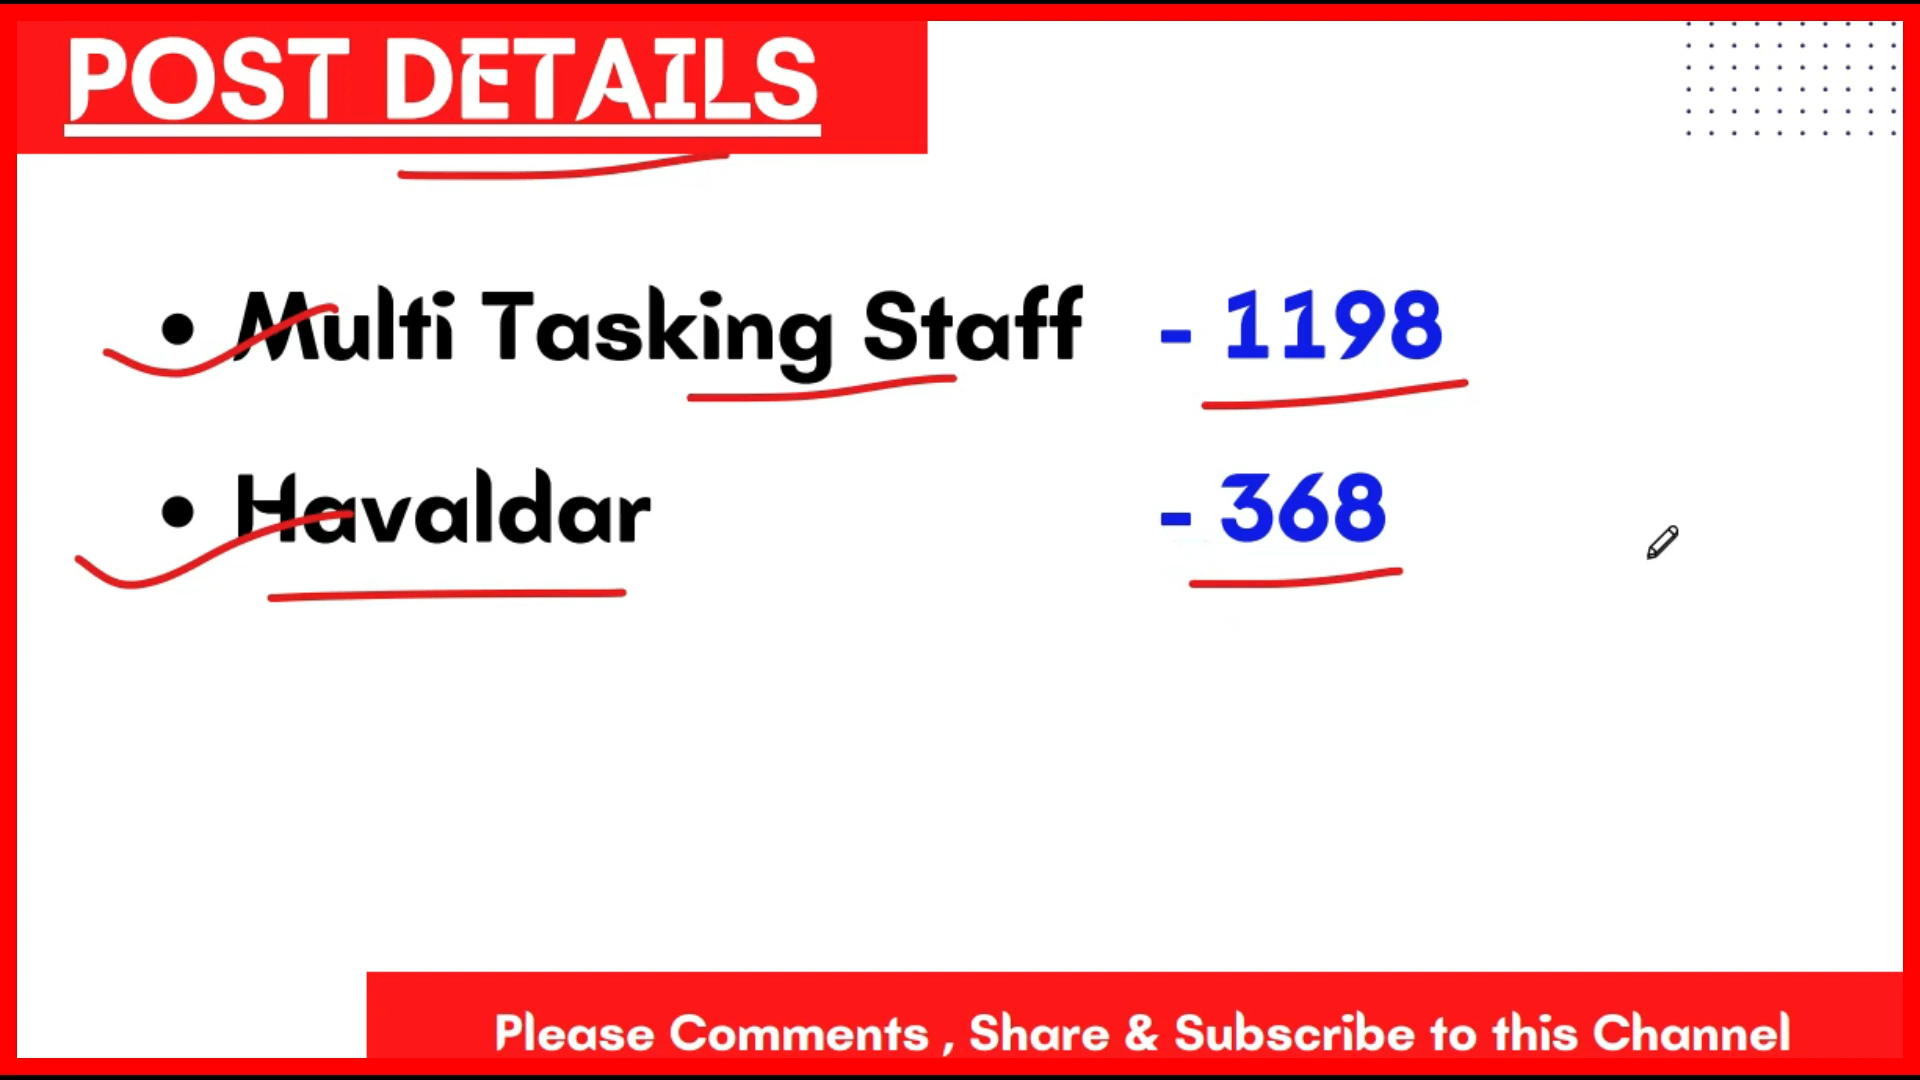 POST DETAILS
• Multi Tasking Staff - 1198
• Havaldar - 368
Please Comments , Share & Subscribe to this Channel